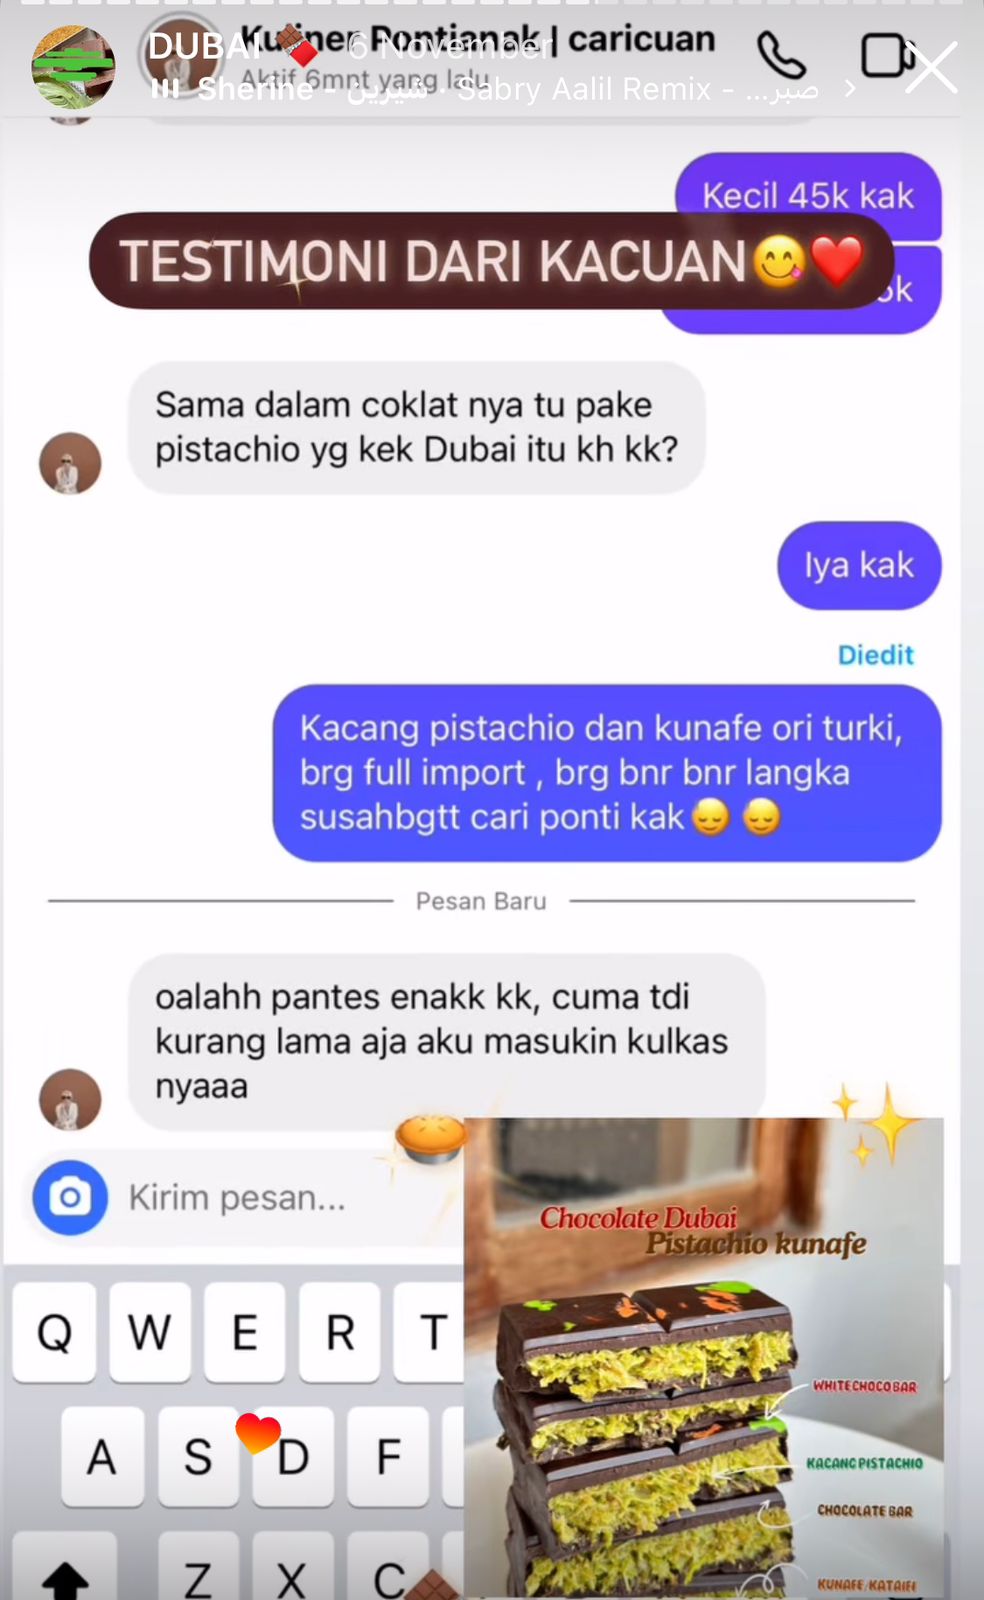 DUBAI 🍫 6 November
Kuliner Pontianak | caricuan
Aktif 6mnt yang lalu
Sherine - شيرين · Sabry Aalil Remix - ...صبر
Kecil 45k kak
TESTIMONI DARI KACUAN😋❤️
5k
Sama dalam coklat nya tu pake
pistachio yg kek Dubai itu kh kk?
Iya kak
Diedit
Kacang pistachio dan kunafe ori turki,
brg full import , brg bnr bnr langka
susahbgtt cari ponti kak😔 😔
Pesan Baru
oalahh pantes enakk kk, cuma tdi
kurang lama aja aku masukin kulkas
nyaaa
Kirim pesan...
Chocolate Dubai
Pistachio kunafe
WHITE CHOCO BAR
KACANG PISTACHIO
CHOCOLATE BAR
KUNAFE/KATAIFI
Q W E R T
A S D F
Z X C